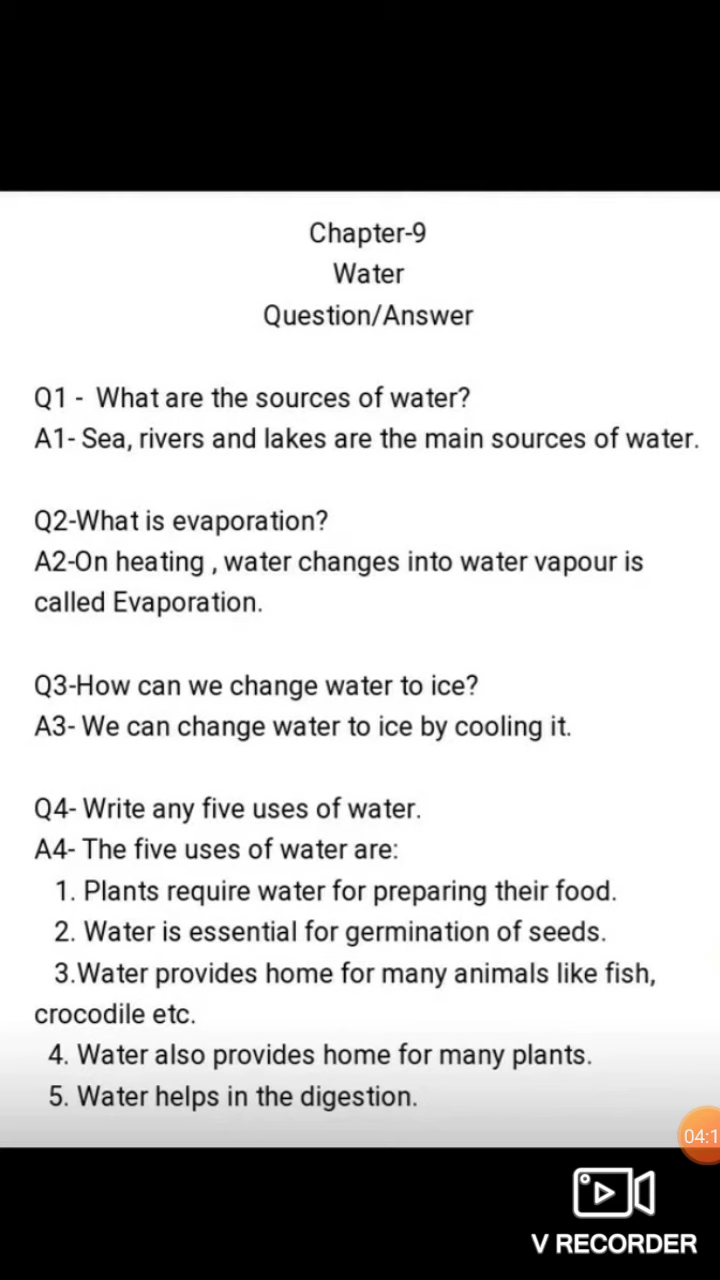 Chapter-9
Water
Question/Answer
Q1 - What are the sources of water?
A1- Sea, rivers and lakes are the main sources of water.
Q2-What is evaporation?
A2-On heating , water changes into water vapour is
called Evaporation.
Q3-How can we change water to ice?
A3- We can change water to ice by cooling it.
Q4- Write any five uses of water.
A4- The five uses of water are:
1. Plants require water for preparing their food.
2. Water is essential for germination of seeds.
3.Water provides home for many animals like fish,
crocodile etc.
4. Water also provides home for many plants.
5. Water helps in the digestion.
04:1
V RECORDER